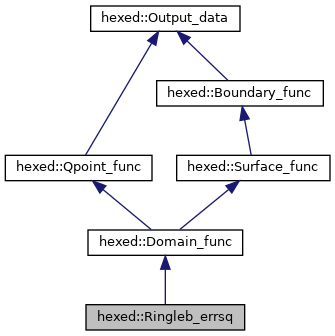 hexed::Output_data
hexed::Boundary_func
hexed::Qpoint_func
hexed::Surface_func
hexed::Domain_func
hexed::Ringleb_errsq